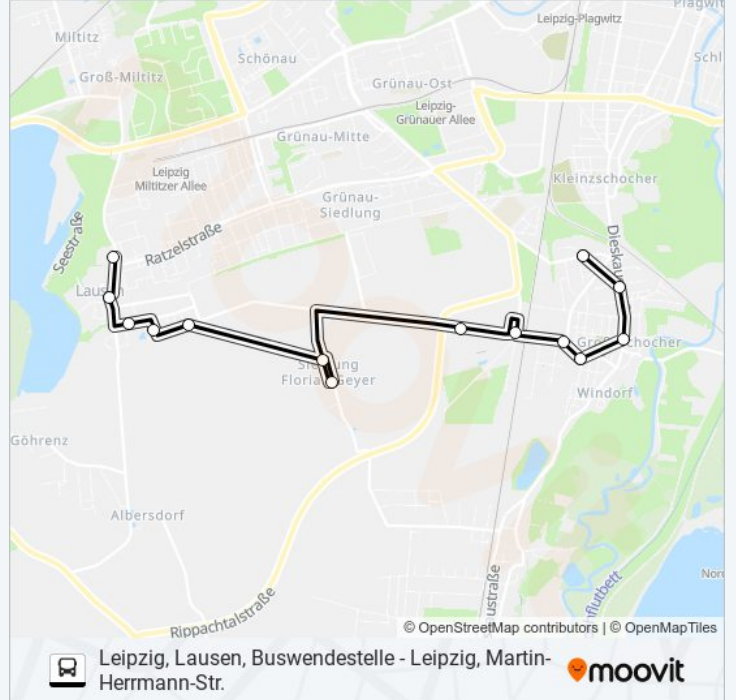 Plagwit
Leipzig-Plagwitz
Miltitz
Schönau
Schl
Groß-Miltitz
Grünau-Ost
Leipzig-
Grünauer Allee
Grünau-Mitte
Leipzig
Miltitzer Allee
Kleinzschocher
Grünau-
Siedlung
Seestraße
Ratzelstraße
Dieskau
Lausen
Großzschocher
Siedlung
Florian Geyer
Windorf
Göhrenz
Albersdorf
Nor
Rippachtalstraße
ustraße
nflutbett
© OpenStreetMap contributors | © OpenMapTiles
Leipzig, Lausen, Buswendestelle - Leipzig, Martin-
Herrmann-Str.
moovit